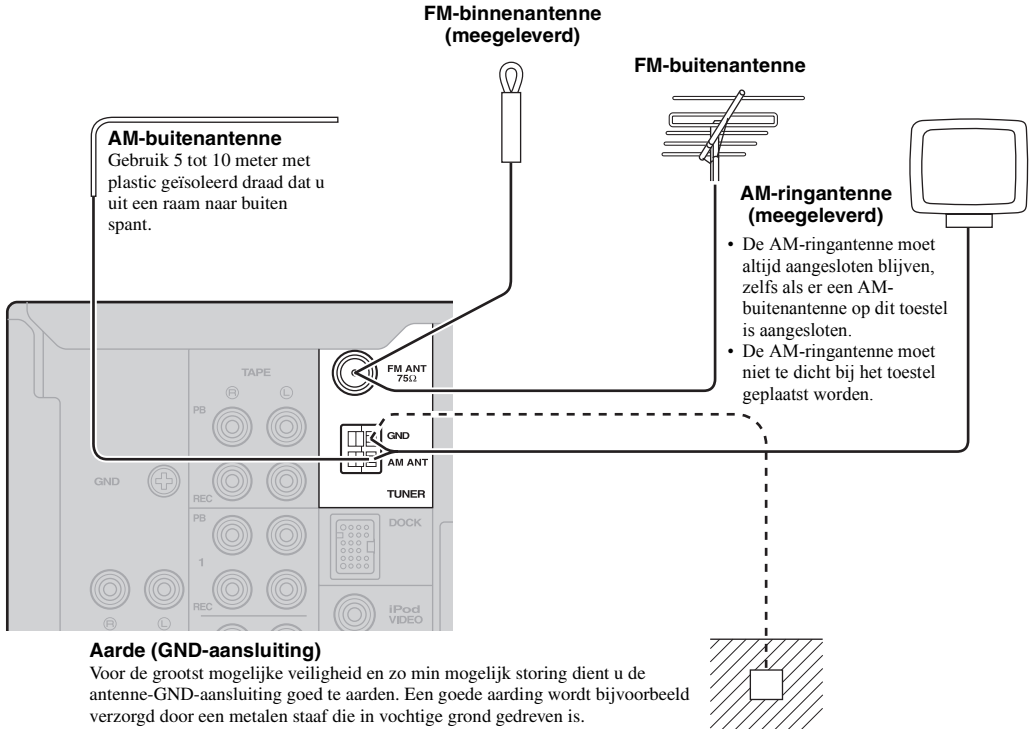 FM-binnenantenne
(meegeleverd)
FM-buitenantenne
AM-buitenantenne
Gebruik 5 tot 10 meter met
plastic geïsoleerd draad dat u
uit een raam naar buiten
spant.
AM-ringantenne
(meegeleverd)
• De AM-ringantenne moet
altijd aangesloten blijven,
zelfs als er een AM-
buitenantenne op dit toestel
is aangesloten.
• De AM-ringantenne moet
niet te dicht bij het toestel
geplaatst worden.
TAPE
R
L
PB
REC
GND
FM ANT
75Ω
GND
AM ANT
TUNER
PB
1
REC
R
L
DOCK
iPod
VIDEO
Aarde (GND-aansluiting)
Voor de grootst mogelijke veiligheid en zo min mogelijk storing dient u de
antenne-GND-aansluiting goed te aarden. Een goede aarding wordt bijvoorbeeld
verzorgd door een metalen staaf die in vochtige grond gedreven is.